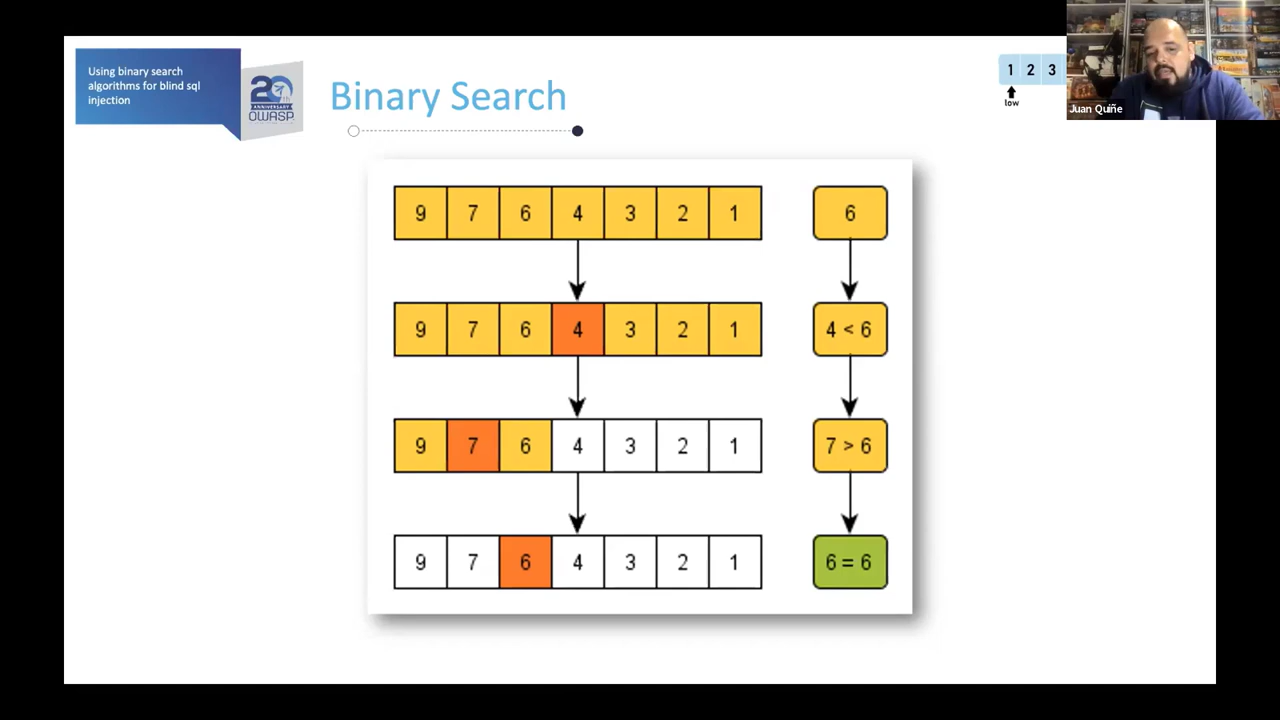 Using binary search
algorithms for blind sql
injection
20th
ANNIVERSARY
OWASP
Binary Search
1 2 3
low
Juan Quiñe
9 7 6 4 3 2 1 6
9 7 6 4 3 2 1 4 < 6
9 7 6 4 3 2 1 7 > 6
9 7 6 4 3 2 1 6 = 6